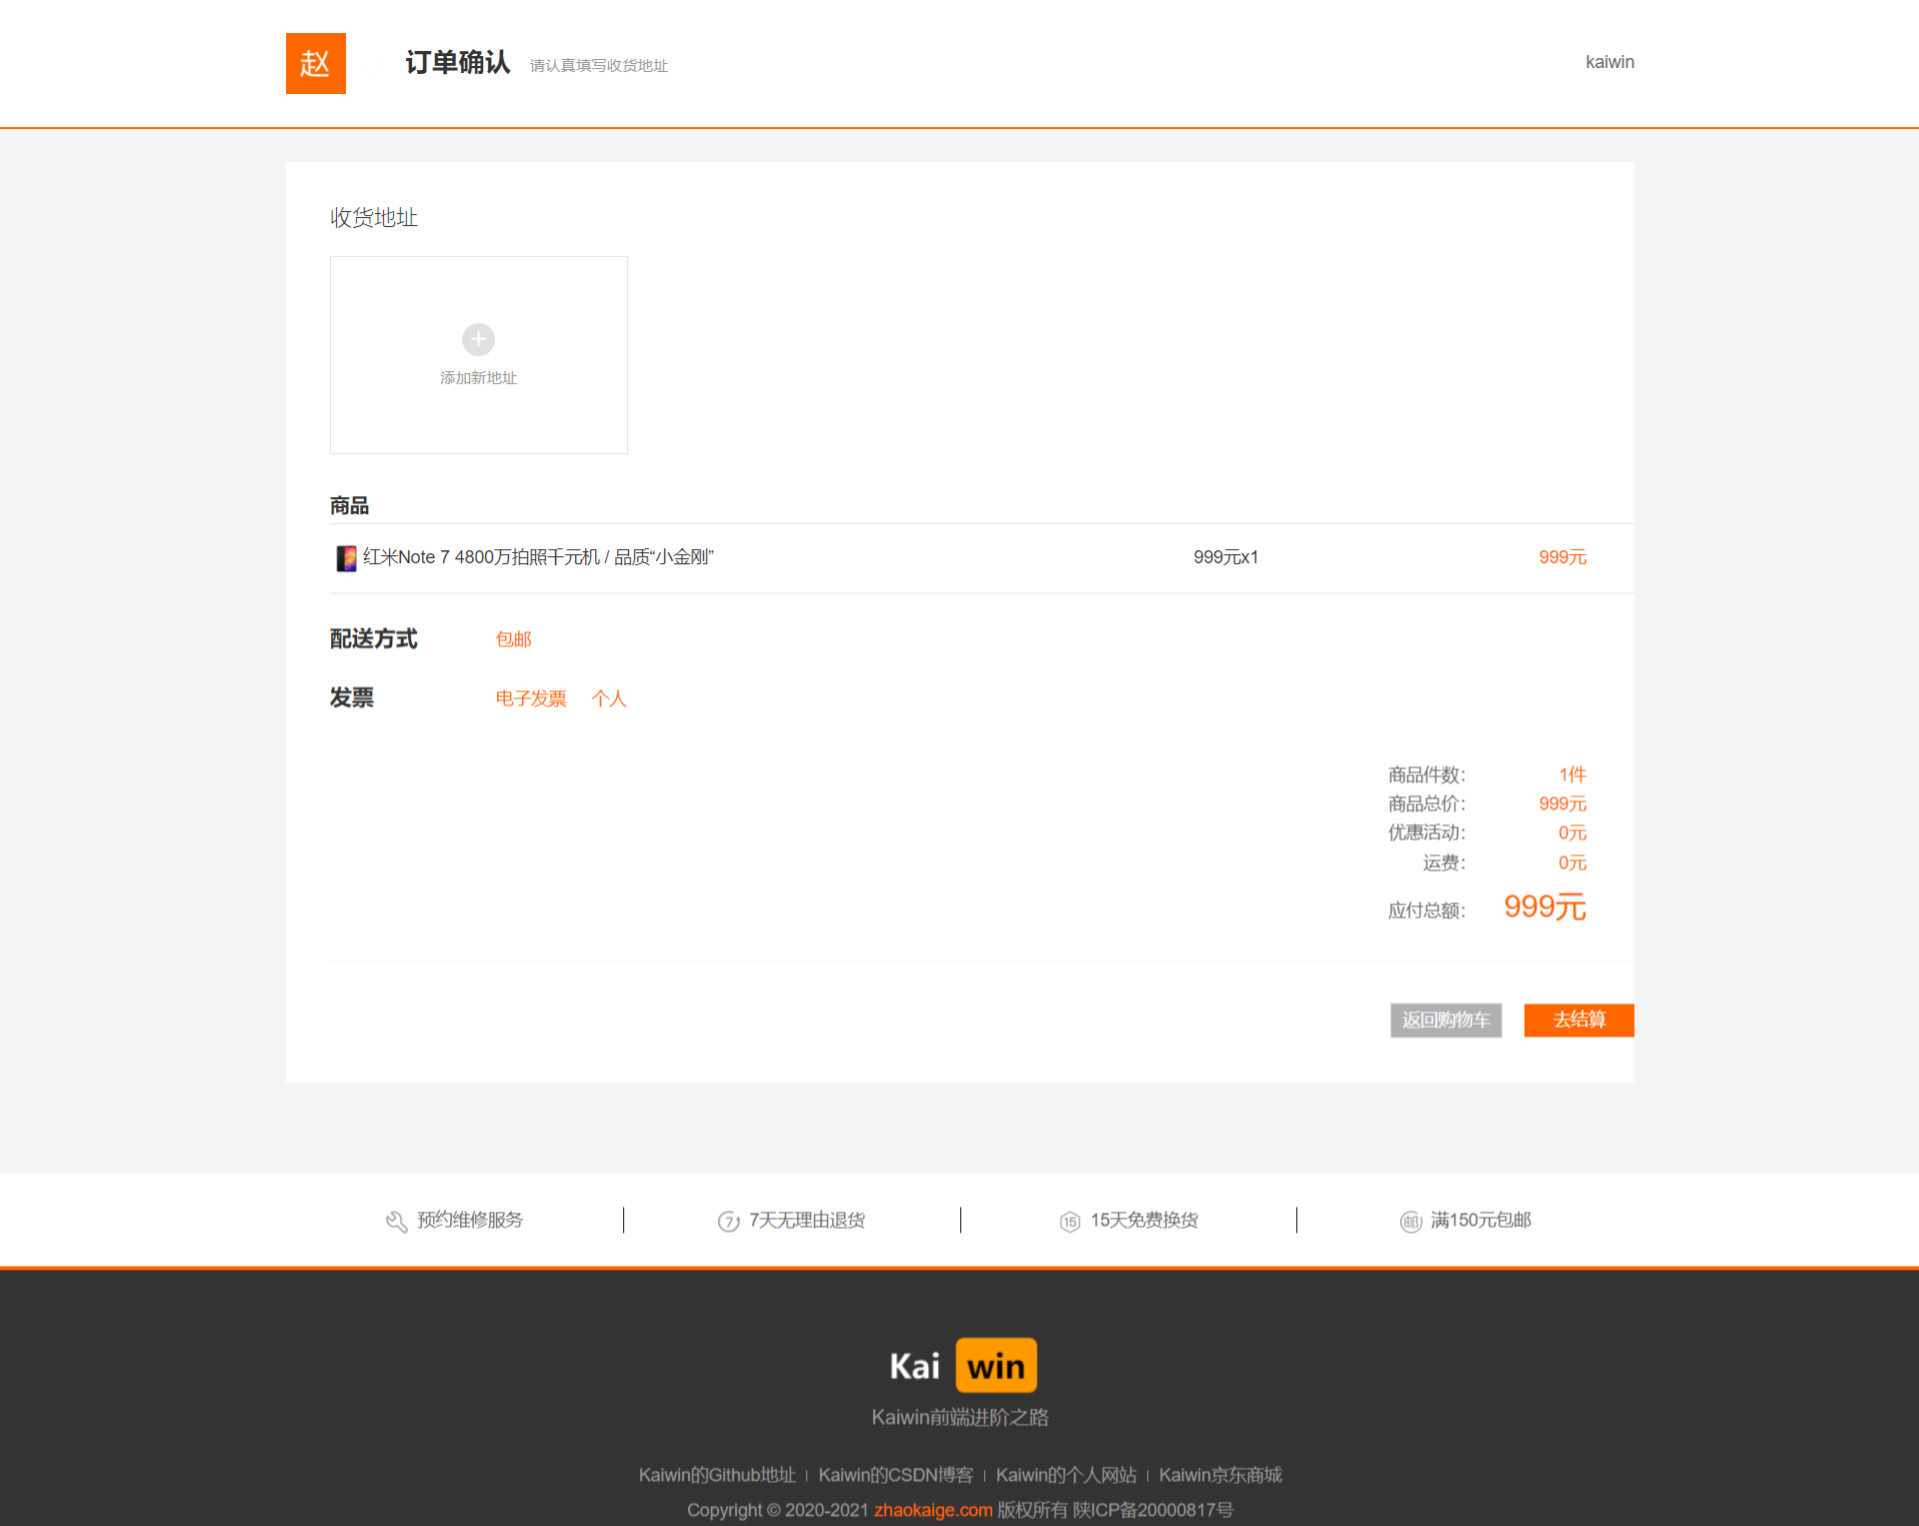 赵
订单确认 请认真填写收货地址 kaiwin
收货地址
+
添加新地址
商品
红米Note 7 4800万拍照千元机 / 品质“小金刚” 999元x1 999元
配送方式 包邮
发票 电子发票 个人
商品件数： 1件
商品总价： 999元
优惠活动： 0元
运费： 0元
应付总额： 999元
返回购物车 去结算
预约维修服务 | 7 7天无理由退货 | 15 15天免费换货 | 邮 满150元包邮
Kai win
Kaiwin前端进阶之路
Kaiwin的Github地址 | Kaiwin的CSDN博客 | Kaiwin的个人网站 | Kaiwin京东商城
Copyright © 2020-2021 zhaokaige.com 版权所有 陕ICP备20000817号